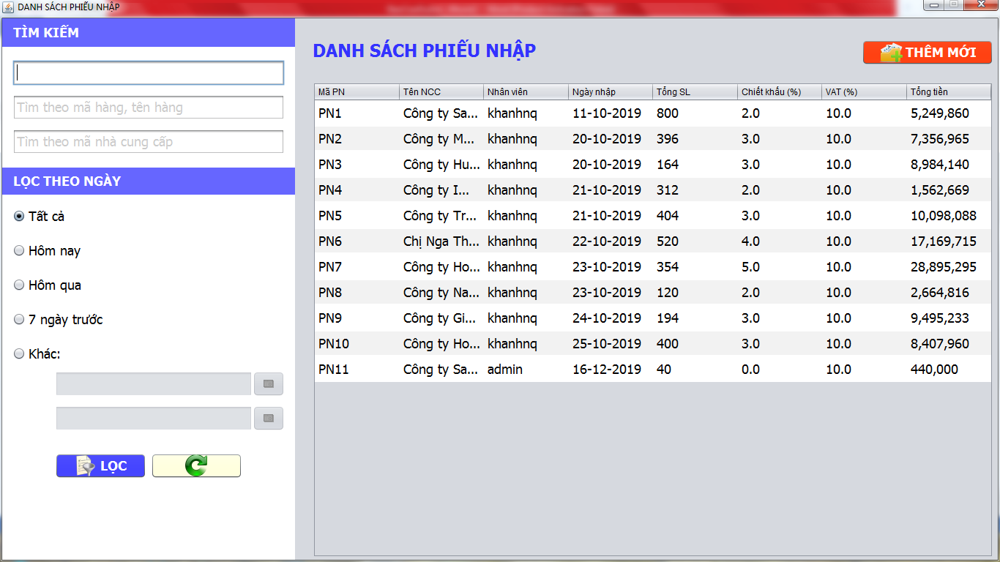 DANH SÁCH PHIẾU NHẬP
TÌM KIẾM
Tìm theo mã hàng, tên hàng
Tìm theo mã nhà cung cấp
LỌC THEO NGÀY
Tất cả
Hôm nay
Hôm qua
7 ngày trước
Khác:
LỌC
DANH SÁCH PHIẾU NHẬP
THÊM MỚI
Mã PN Tên NCC Nhân viên Ngày nhập Tổng SL Chiết khấu (%) VAT (%) Tổng tiền
PN1 Công ty Sa... khanhnq 11-10-2019 800 2.0 10.0 5,249,860
PN2 Công ty M... khanhnq 20-10-2019 396 3.0 10.0 7,356,965
PN3 Công ty Hu... khanhnq 20-10-2019 164 3.0 10.0 8,984,140
PN4 Công ty I... khanhnq 21-10-2019 312 2.0 10.0 1,562,669
PN5 Công ty Tr... khanhnq 21-10-2019 404 3.0 10.0 10,098,088
PN6 Chị Nga Th... khanhnq 22-10-2019 520 4.0 10.0 17,169,715
PN7 Công ty Ho... khanhnq 23-10-2019 354 5.0 10.0 28,895,295
PN8 Công ty Na... khanhnq 23-10-2019 120 2.0 10.0 2,664,816
PN9 Công ty Gi... khanhnq 24-10-2019 194 3.0 10.0 9,495,233
PN10 Công ty Ho... khanhnq 25-10-2019 400 3.0 10.0 8,407,960
PN11 Công ty Sa... admin 16-12-2019 40 0.0 10.0 440,000